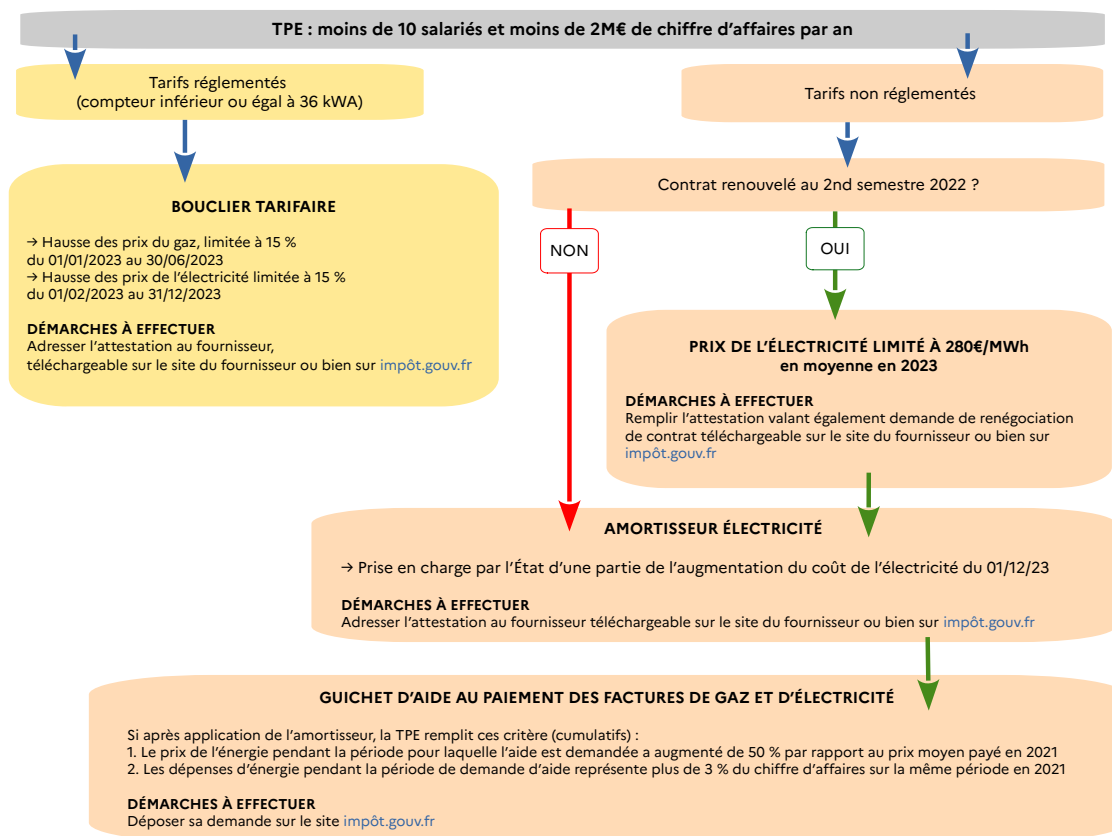 TPE : moins de 10 salariés et moins de 2M€ de chiffre d’affaires par an
Tarifs réglementés
(compteur inférieur ou égal à 36 kWA)
Tarifs non réglementés
BOUCLIER TARIFAIRE
→ Hausse des prix du gaz, limitée à 15 %
du 01/01/2023 au 30/06/2023
→ Hausse des prix de l’électricité limitée à 15 %
du 01/02/2023 au 31/12/2023
DÉMARCHES À EFFECTUER
Adresser l’attestation au fournisseur,
téléchargeable sur le site du fournisseur ou bien sur impôt.gouv.fr
Contrat renouvelé au 2nd semestre 2022 ?
NON
OUI
PRIX DE L’ÉLECTRICITÉ LIMITÉ À 280€/MWh
en moyenne en 2023
DÉMARCHES À EFFECTUER
Remplir l’attestation valant également demande de renégociation
de contrat téléchargeable sur le site du fournisseur ou bien sur
impôt.gouv.fr
AMORTISSEUR ÉLECTRICITÉ
→ Prise en charge par l’État d’une partie de l’augmentation du coût de l’électricité du 01/12/23
DÉMARCHES À EFFECTUER
Adresser l’attestation au fournisseur téléchargeable sur le site du fournisseur ou bien sur impôt.gouv.fr
GUICHET D’AIDE AU PAIEMENT DES FACTURES DE GAZ ET D’ÉLECTRICITÉ
Si après application de l’amortisseur, la TPE remplit ces critère (cumulatifs) :
1. Le prix de l’énergie pendant la période pour laquelle l’aide est demandée a augmenté de 50 % par rapport au prix moyen payé en 2021
2. Les dépenses d’énergie pendant la période de demande d’aide représente plus de 3 % du chiffre d’affaires sur la même période en 2021
DÉMARCHES À EFFECTUER
Déposer sa demande sur le site impôt.gouv.fr